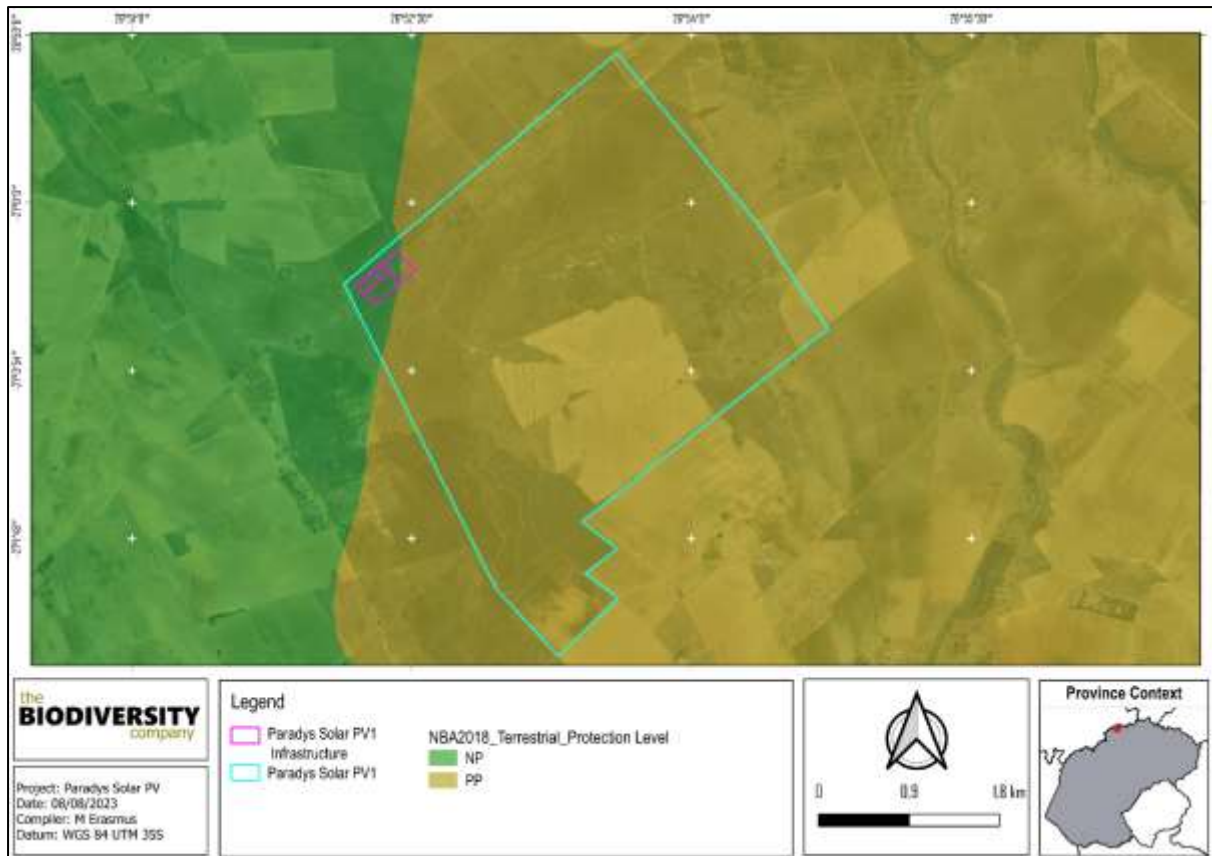 the
BIODIVERSITY
company
Project: Paradys Solar PV
Date: 08/08/2023
Compiler: M Erasmus
Datum: WGS 84 UTM 35S
Legend
Paradys Solar PV1
Infrastructure
Paradys Solar PV1
NBA2018_Terrestrial_Protection Level
NP
PP
0 0,9 1,8 km
Province Context